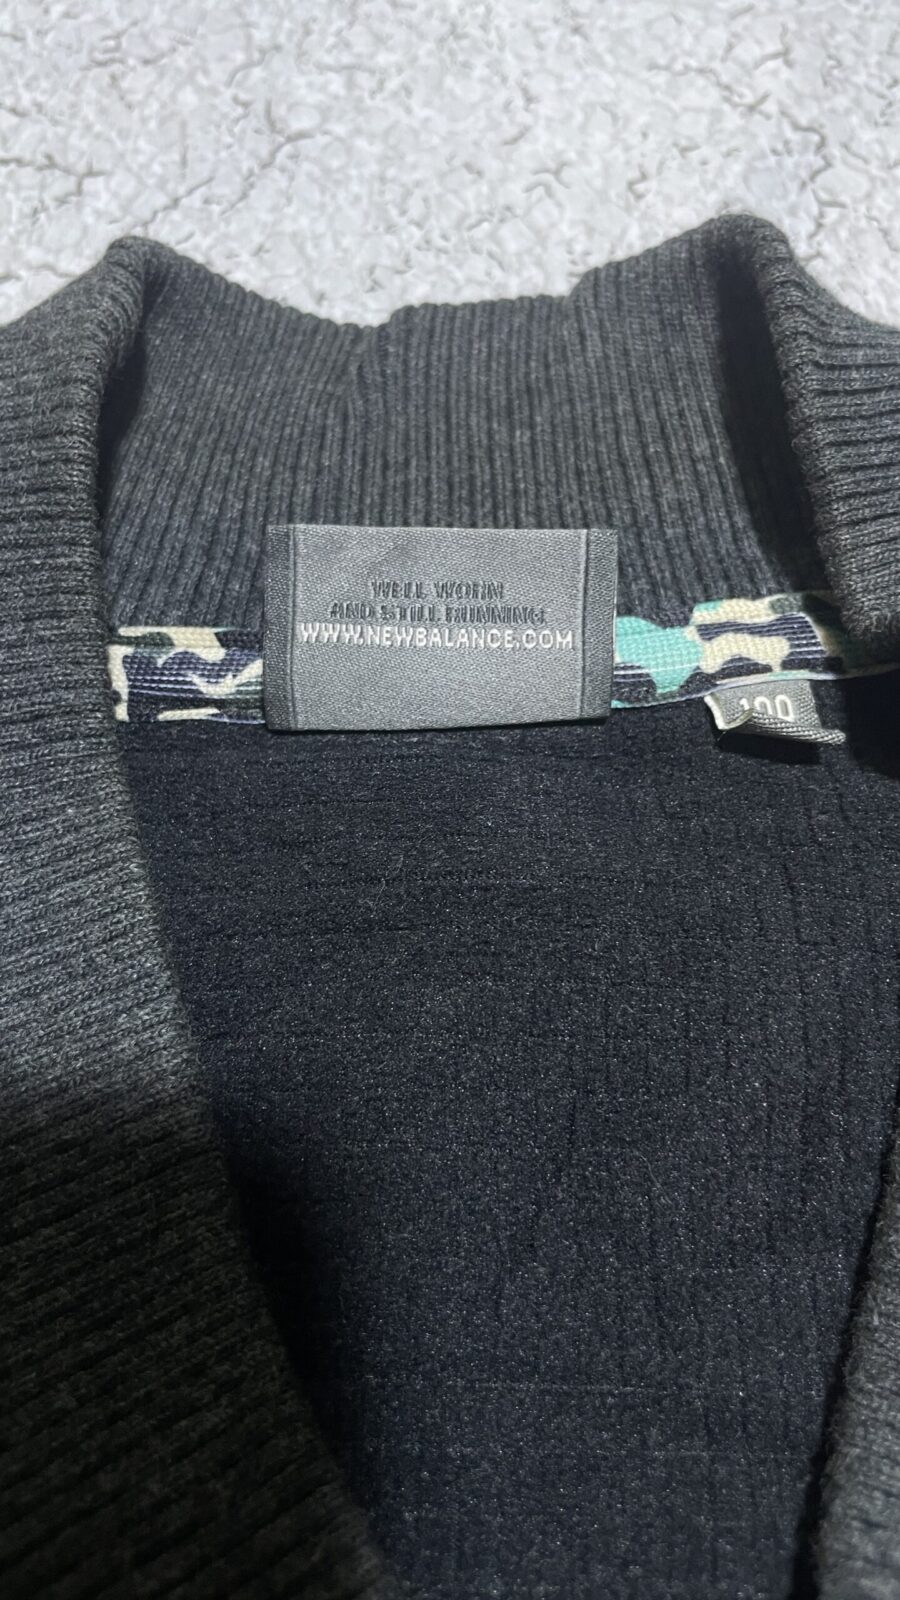 WELL WORN
AND STILL RUNNING
WWW.NEWBALANCE.COM
100